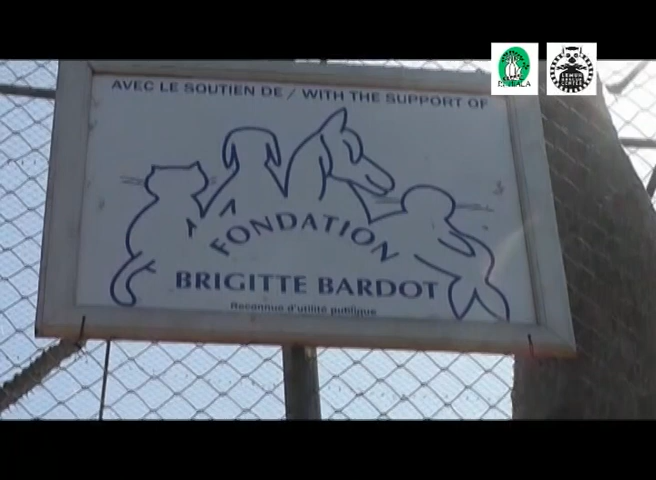 AVEC LE SOUTIEN DE / WITH THE SUPPORT OF
FONDATION
BRIGITTE BARDOT
Reconnue d'utilité publique